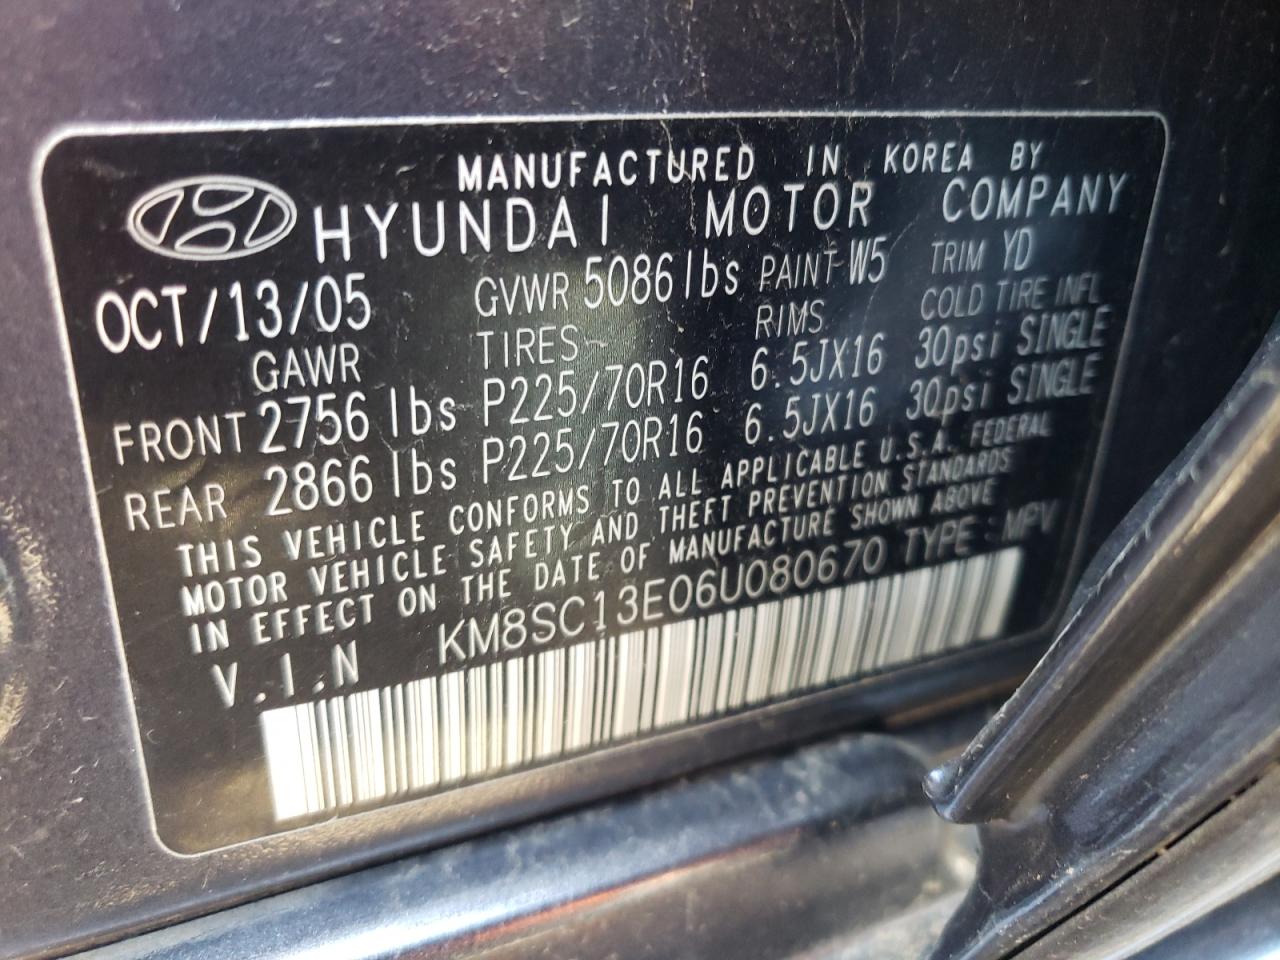 MANUFACTURED IN KOREA BY
HYUNDAI MOTOR COMPANY
OCT/13/05 GVWR 5086lbs PAINT W5 TRIM YD
GAWR TIRES RIMS COLD TIRE INFL
FRONT 2756 lbs P225/70R16 6.5JX16 30psi SINGLE
REAR 2866 lbs P225/70R16 6.5JX16 30psi SINGLE
THIS VEHICLE CONFORMS TO ALL APPLICABLE U.S.A. FEDERAL
MOTOR VEHICLE SAFETY AND THEFT PREVENTION STANDARDS
IN EFFECT ON THE DATE OF MANUFACTURE SHOWN ABOVE
V.I.N KM8SC13E06U080670 TYPE : MPV